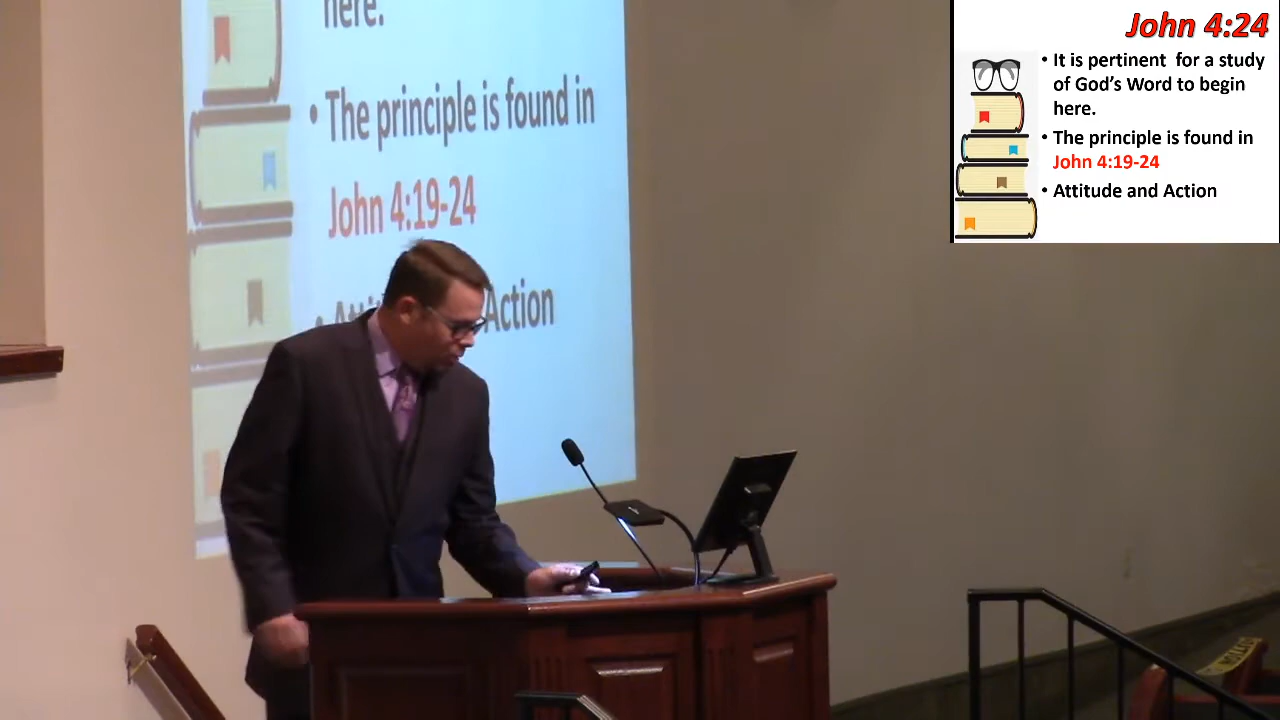 here.
• The principle is found in
John 4:19-24
Action
John 4:24
• It is pertinent for a study
of God's Word to begin
here.
• The principle is found in
John 4:19-24
• Attitude and Action